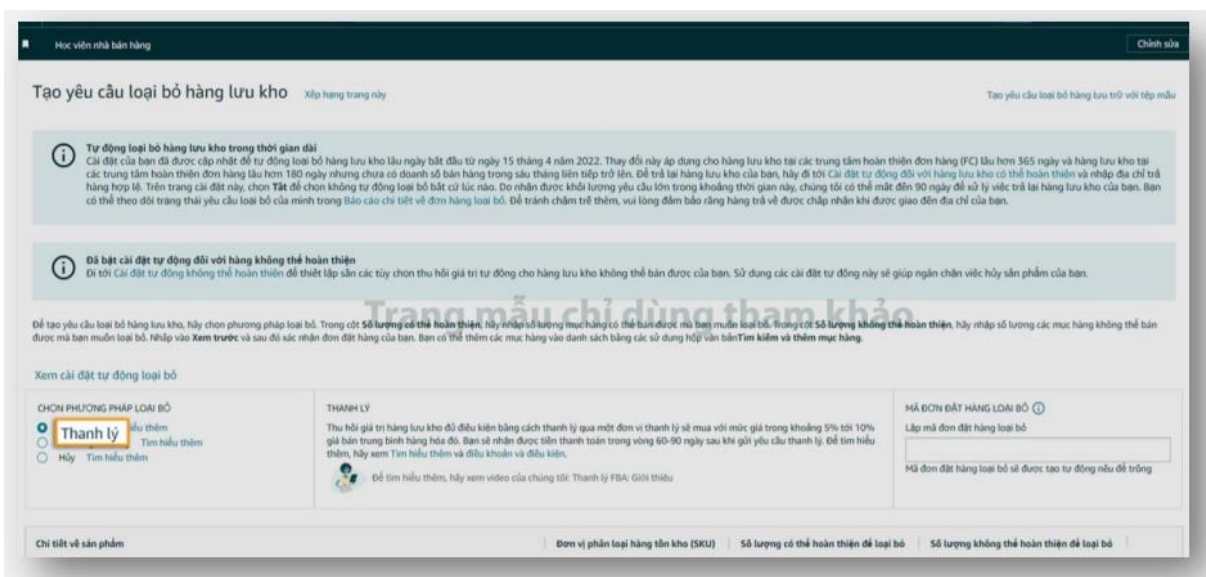 Học viện nhà bán hàng
Chỉnh sửa
Tạo yêu cầu loại bỏ hàng lưu kho Xếp hạng trang này
Tạo yêu cầu loại bỏ hàng lưu trữ với tệp mẫu
Tự động loại bỏ hàng lưu kho trong thời gian dài
Cài đặt của bạn đã được cập nhật để tự động loại bỏ hàng lưu kho lâu ngày bắt đầu từ ngày 15 tháng 4 năm 2022. Thay đổi này áp dụng cho hàng lưu kho tại các trung tâm hoàn thiện đơn hàng (FC) lâu hơn 365 ngày và hàng lưu kho tại
các trung tâm hoàn thiện đơn hàng lâu hơn 180 ngày nhưng chưa có doanh số bán hàng trong sáu tháng liên tiếp trở lên. Để trả lại hàng lưu kho của bạn, hãy đi tới Cài đặt tự động đối với hàng lưu kho có thể hoàn thiện và nhập địa chỉ trả
hàng hợp lệ. Trên trang cài đặt này, chọn Tắt để chọn không tự động loại bỏ bất cứ lúc nào. Do nhận được khối lượng yêu cầu lớn trong khoảng thời gian này, chúng tôi có thể mất đến 90 ngày để xử lý việc trả lại hàng lưu kho của bạn. Bạn
có thể theo dõi trạng thái yêu cầu loại bỏ của mình trong Báo cáo chi tiết về đơn hàng loại bỏ. Để tránh chậm trễ thêm, vui lòng đảm bảo rằng hàng trả về được chấp nhận khi được giao đến địa chỉ của bạn.
Đã bật cài đặt tự động đối với hàng không thể hoàn thiện
Đi tới Cài đặt tự động không thể hoàn thiện để thiết lập sẵn các tùy chọn thu hồi giá trị tự động cho hàng lưu kho không thể bán được của bạn. Sử dụng các cài đặt tự động này sẽ giúp ngăn chặn việc hủy sản phẩm của bạn.
Trang mẫu chỉ dùng tham khảo
Để tạo yêu cầu loại bỏ hàng lưu kho, hãy chọn phương pháp loại bỏ. Trong cột Số lượng có thể hoàn thiện, hãy nhập số lượng mục hàng có thể bán được mà bạn muốn loại bỏ. Trong cột Số lượng không thể hoàn thiện, hãy nhập số lượng các mục hàng không thể bán
được mà bạn muốn loại bỏ. Nhấp vào Xem trước và sau đó xác nhận đơn đặt hàng của bạn. Bạn có thể thêm các mục hàng vào danh sách bằng các sử dụng hộp văn bảnTìm kiếm và thêm mục hàng.
Xem cài đặt tự động loại bỏ
CHỌN PHƯƠNG PHÁP LOẠI BỎ
Thanh lý
Tìm hiểu thêm
Hủy Tìm hiểu thêm
THANH LÝ
Thu hồi giá trị hàng lưu kho đủ điều kiện bằng cách thanh lý qua một đơn vị thanh lý sẽ mua với mức giá trong khoảng 5% tới 10%
giá bán trung bình hàng hóa đó. Bạn sẽ nhận được tiền thanh toán trong vòng 60-90 ngày sau khi gửi yêu cầu thanh lý. Để tìm hiểu
thêm, hãy xem Tìm hiểu thêm và điều khoản và điều kiện.
Để tìm hiểu thêm, hãy xem video của chúng tôi: Thanh lý FBA: Giới thiệu
MÃ ĐƠN ĐẶT HÀNG LOẠI BỎ
Lập mã đơn đặt hàng loại bỏ
Mã đơn đặt hàng loại bỏ sẽ được tạo tự động nếu để trống
Chi tiết về sản phẩm
Đơn vị phân loại hàng tồn kho (SKU)
Số lượng có thể hoàn thiện để loại bỏ
Số lượng không thể hoàn thiện để loại bỏ